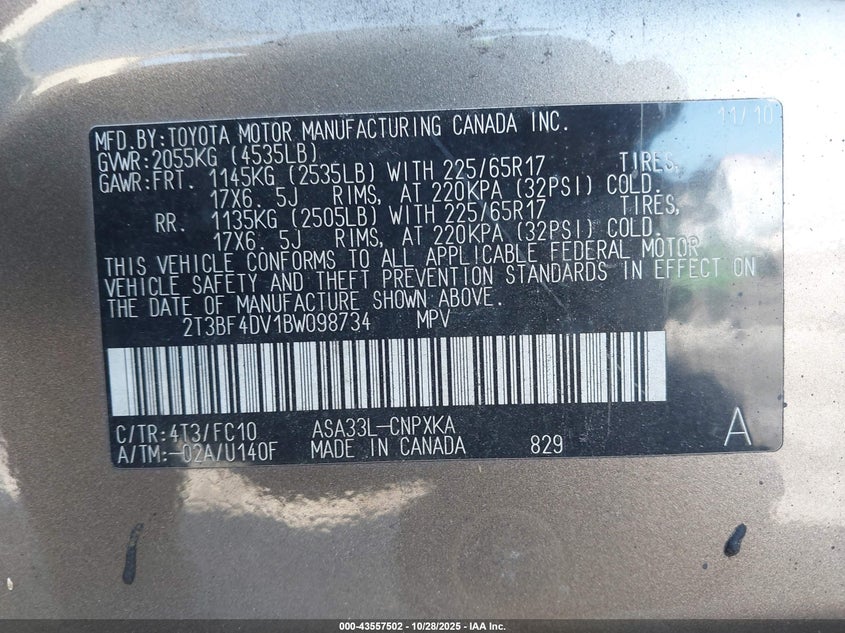 11/10
MFD.BY:TOYOTA MOTOR MANUFACTURING CANADA INC.
GVWR:2055KG (4535LB)
GAWR:FRT. 1145KG (2535LB) WITH 225/65R17 TIRES,
17X6.5J RIMS, AT 220KPA (32PSI) COLD.
RR. 1135KG (2505LB) WITH 225/65R17 TIRES,
17X6.5J RIMS, AT 220KPA (32PSI) COLD.
THIS VEHICLE CONFORMS TO ALL APPLICABLE FEDERAL MOTOR
VEHICLE SAFETY AND THEFT PREVENTION STANDARDS IN EFFECT ON
THE DATE OF MANUFACTURE SHOWN ABOVE.
2T3BF4DV1BW098734 MPV
C/TR:4T3/FC10 ASA33L-CNPXKA
A/TM:-02A/U140F MADE IN CANADA 829 A
000-43557502 | 10/28/2025 | IAA Inc.